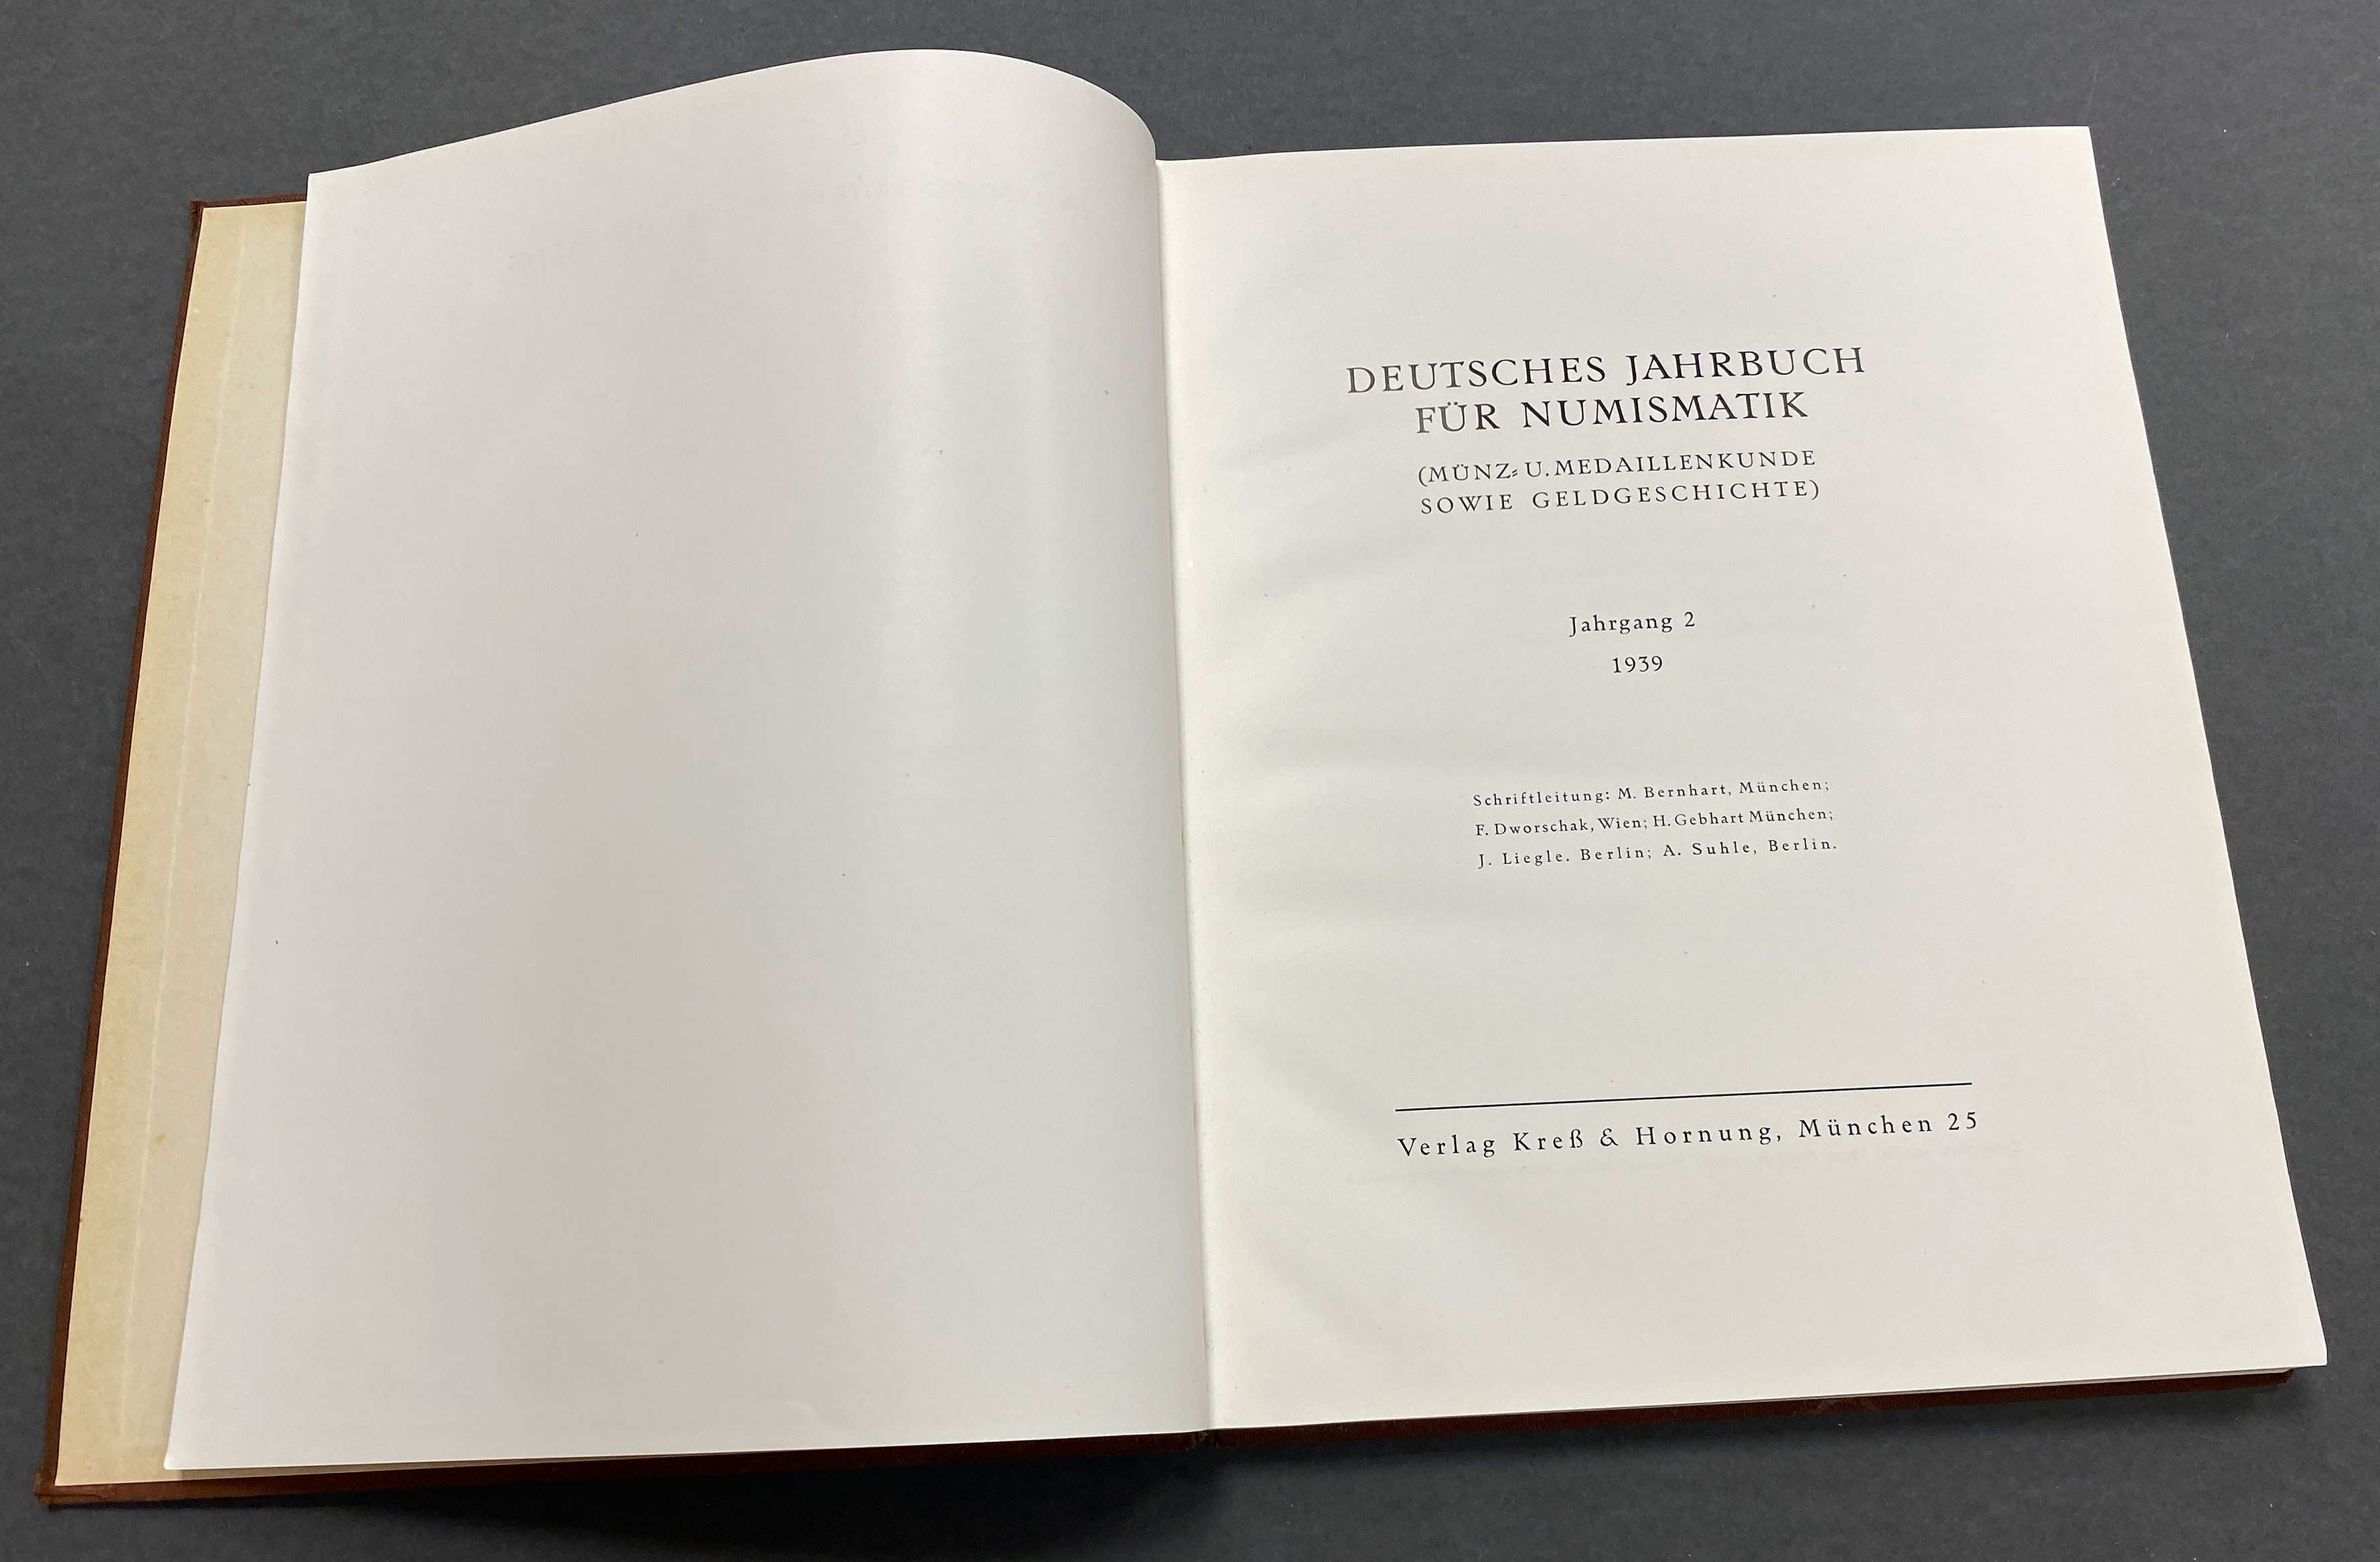 DEUTSCHES JAHRBUCH
FÜR NUMISMATIK
(MÜNZ- U. MEDAILLENKUNDE
SOWIE GELDGESCHICHTE)
Jahrgang 2
1939
Schriftleitung: M. Bernhart, München;
F. Dworschak, Wien; H. Gebhart München;
J. Liegle. Berlin; A. Suhle, Berlin.
Verlag Kreß & Hornung, München 25